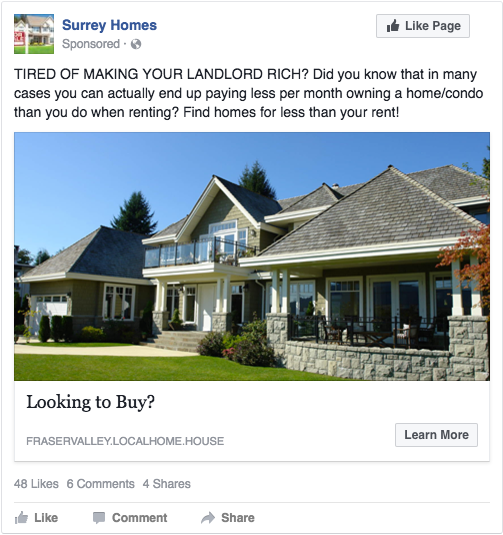 Surrey Homes
Like Page
Sponsored ·
TIRED OF MAKING YOUR LANDLORD RICH? Did you know that in many
cases you can actually end up paying less per month owning a home/condo
than you do when renting? Find homes for less than your rent!
Looking to Buy?
FRASERVALLEY.LOCALHOME.HOUSE
Learn More
48 Likes 6 Comments 4 Shares
Like Comment Share